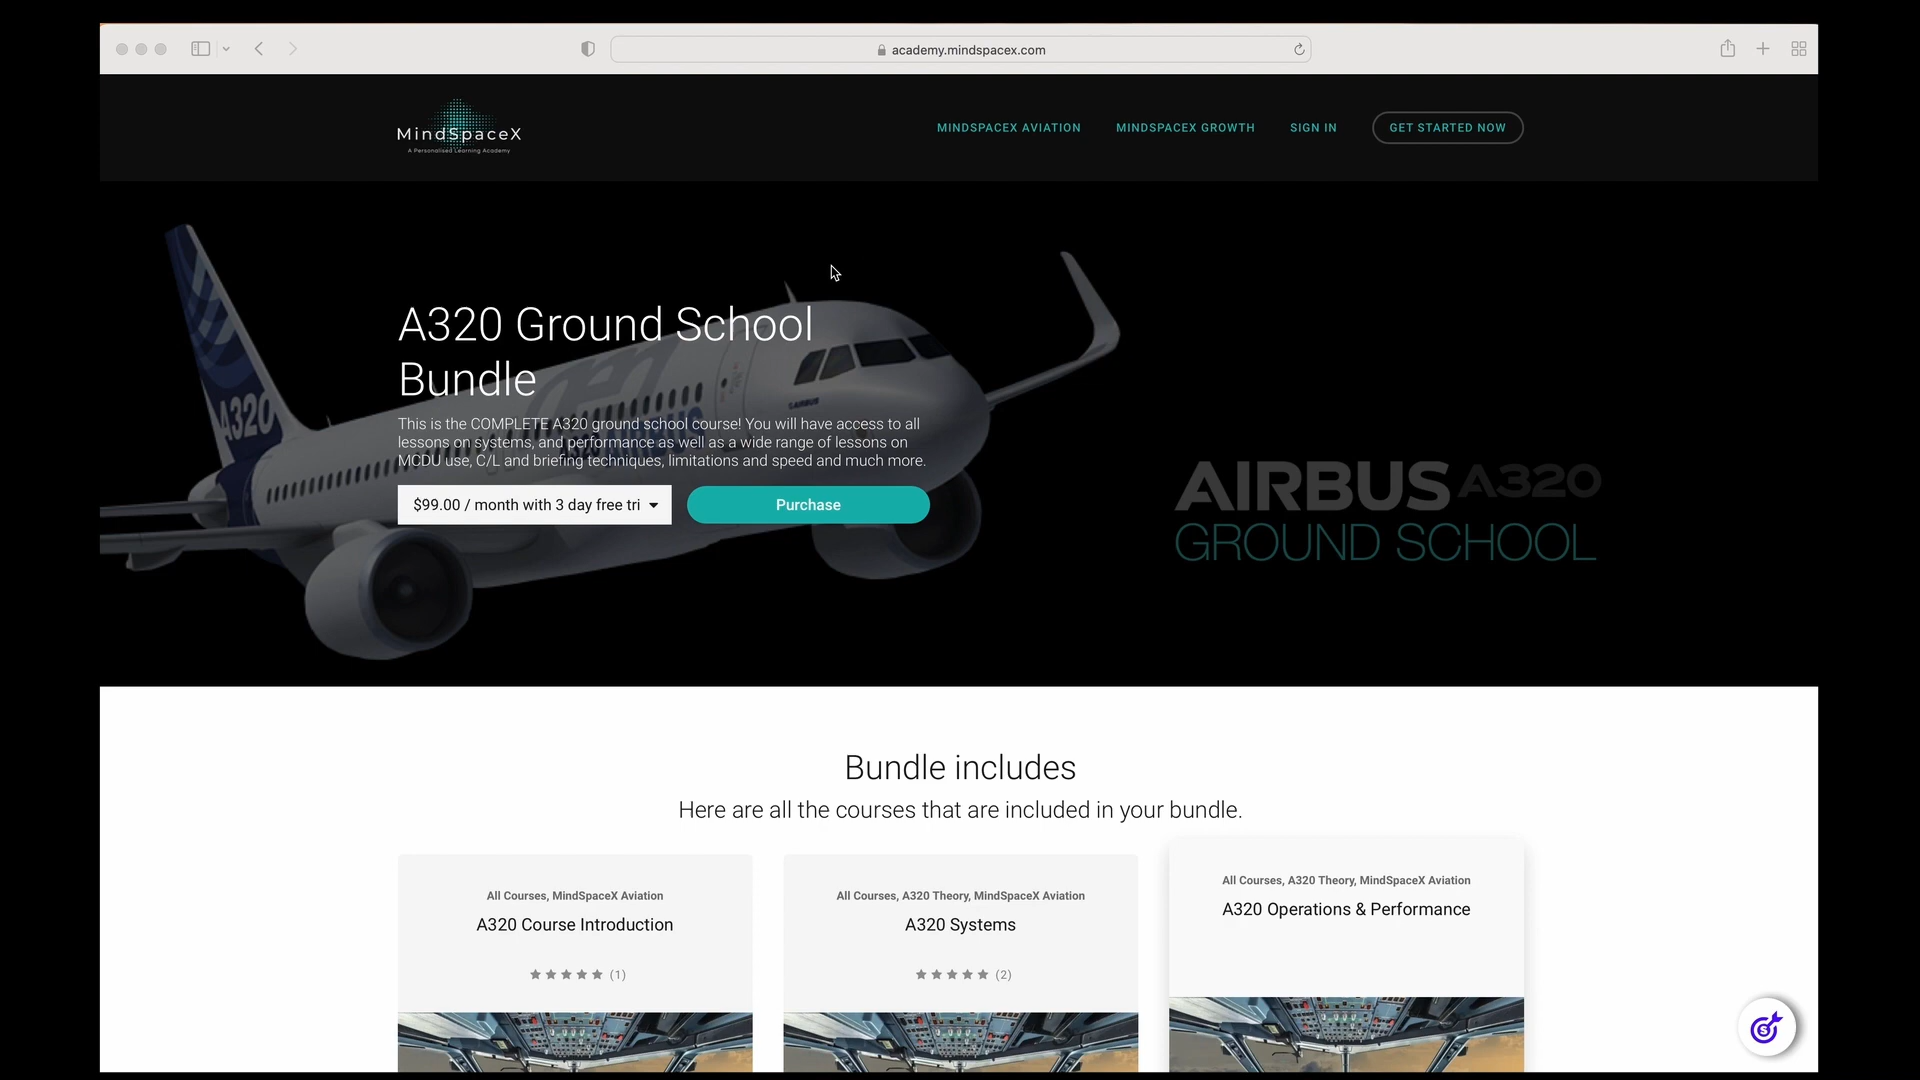 academy.mindspacex.com
MindSpaceX
A Personalised Learning Academy
MINDSPACEX AVIATION
MINDSPACEX GROWTH
SIGN IN
GET STARTED NOW
A320 Ground School
Bundle
This is the COMPLETE A320 ground school course! You will have access to all
lessons on systems, and performance as well as a wide range of lessons on
MCDU use, C/L and briefing techniques, limitations and speed and much more.
$99.00 / month with 3 day free tri
Purchase
A320
AIRBUS
A320 AIRBUS
AIRBUS A320
GROUND SCHOOL
Bundle includes
Here are all the courses that are included in your bundle.
All Courses, MindSpaceX Aviation
A320 Course Introduction
(1)
All Courses, A320 Theory, MindSpaceX Aviation
A320 Systems
(2)
All Courses, A320 Theory, MindSpaceX Aviation
A320 Operations & Performance